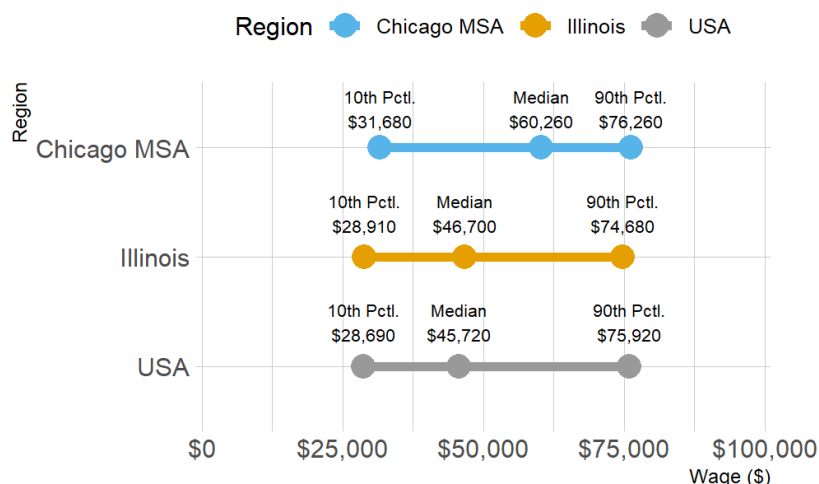 Region Chicago MSA Illinois USA
Region
10th Pctl. Median 90th Pctl.
$31,680 $60,260 $76,260
Chicago MSA
10th Pctl. Median 90th Pctl.
$28,910 $46,700 $74,680
Illinois
10th Pctl. Median 90th Pctl.
$28,690 $45,720 $75,920
USA
$0 $25,000 $50,000 $75,000 $100,000
Wage ($)